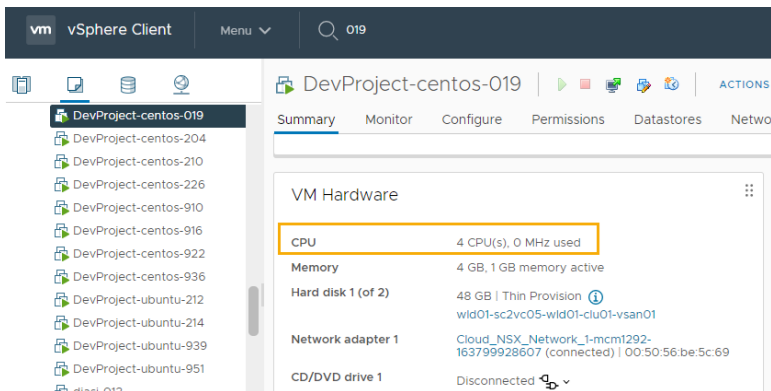 vm vSphere Client Menu 019
DevProject-centos-019
DevProject-centos-204
DevProject-centos-210
DevProject-centos-226
DevProject-centos-910
DevProject-centos-916
DevProject-centos-922
DevProject-centos-936
DevProject-ubuntu-212
DevProject-ubuntu-214
DevProject-ubuntu-939
DevProject-ubuntu-951
DevProject-centos-019 ACTIONS
Summary Monitor Configure Permissions Datastores Netwo
VM Hardware
CPU 4 CPU(s), 0 MHz used
Memory 4 GB, 1 GB memory active
Hard disk 1 (of 2) 48 GB | Thin Provision
wld01-sc2vc05-wld01-clu01-vsan01
Network adapter 1 Cloud_NSX_Network_1-mcm1292-
163799928607 (connected) | 00:50:56:be:5c:69
CD/DVD drive 1 Disconnected